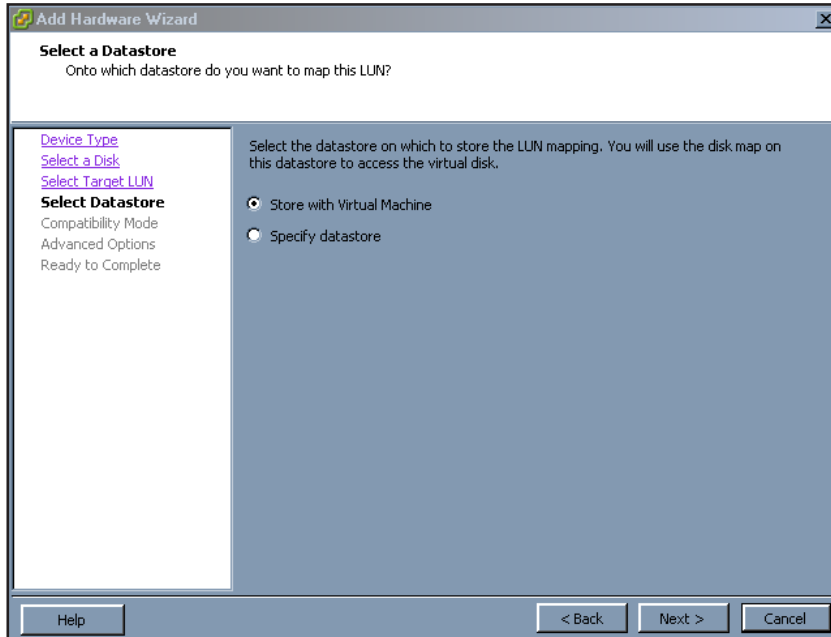 Add Hardware Wizard
Select a Datastore
Onto which datastore do you want to map this LUN?
Device Type
Select a Disk
Select Target LUN
Select Datastore
Compatibility Mode
Advanced Options
Ready to Complete
Select the datastore on which to store the LUN mapping. You will use the disk map on
this datastore to access the virtual disk.
Store with Virtual Machine
Specify datastore
Help
< Back
Next >
Cancel